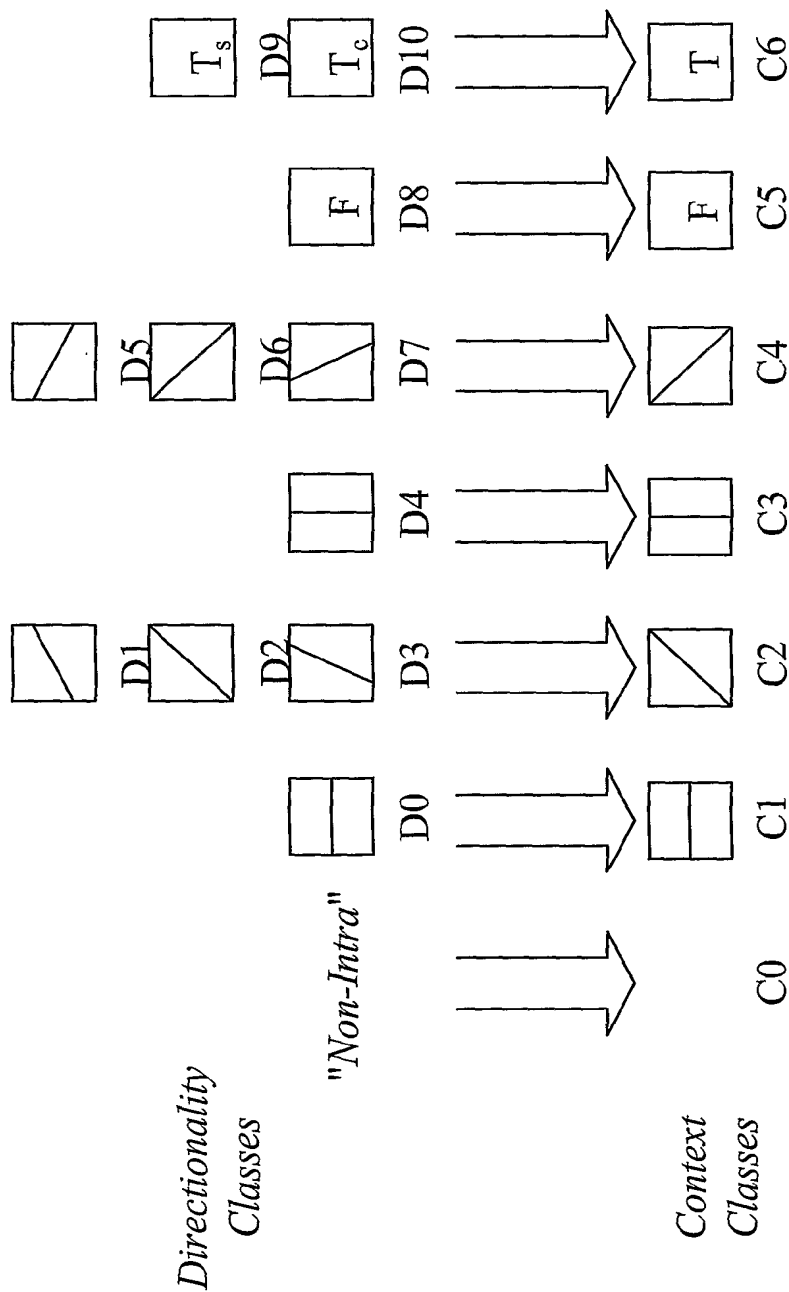 D1 D5
Directionality
Classes
Ts
D2 D6 D9
"Non-Intra" F Tc
D0 D3 D4 D7 D8 D10
Context
Classes
F T
C0 C1 C2 C3 C4 C5 C6